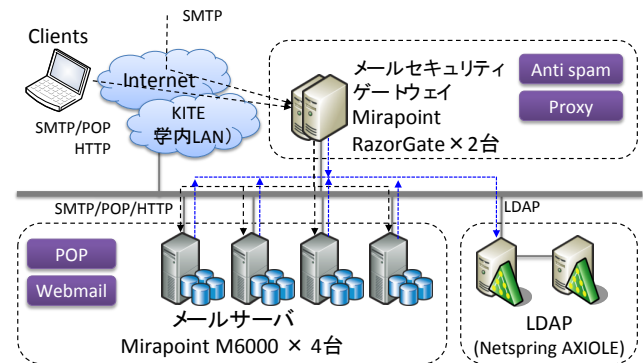 SMTP
Clients
Internet
KITE
学内LAN）
SMTP/POP
HTTP
メールセキュリティ
ゲートウェイ
Mirapoint
RazorGate×2台
Anti spam
Proxy
SMTP/POP/HTTP
LDAP
POP
Webmail
メールサーバ
Mirapoint M6000 × 4台
LDAP
(Netspring AXIOLE)